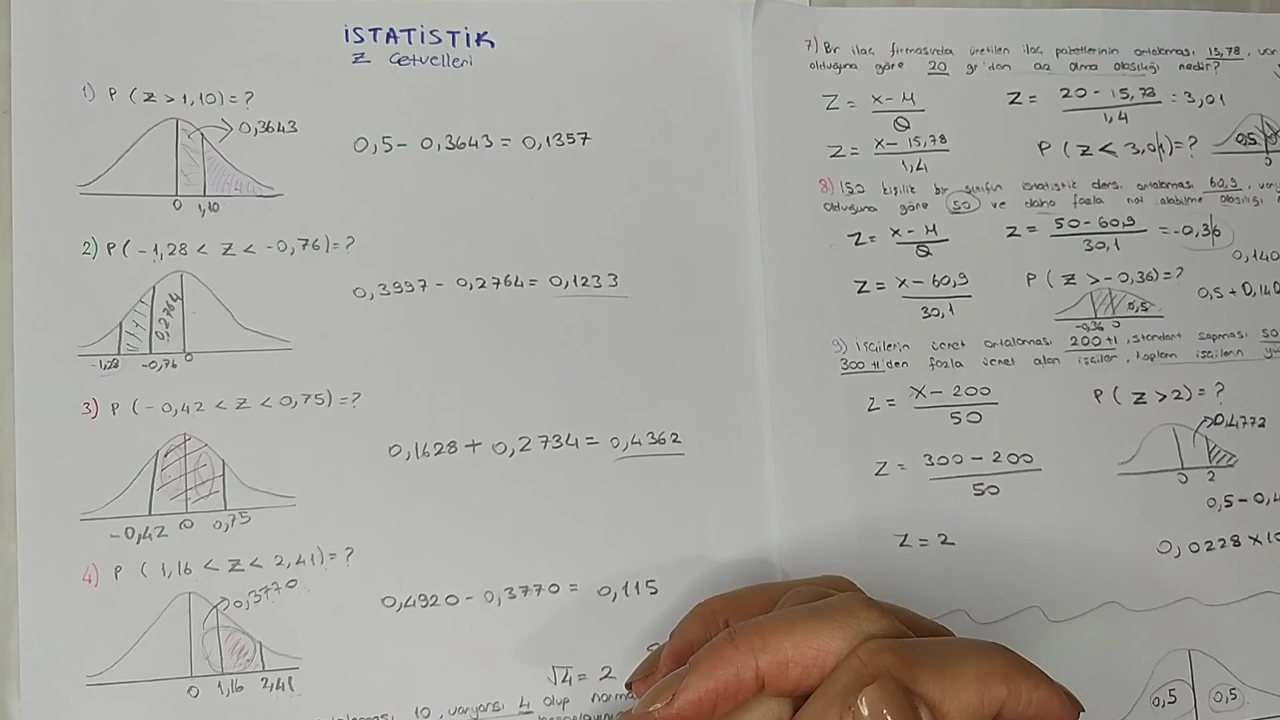 İSTATİSTİK
Z Cetvelleri
1) P (Z > 1,10) = ?
0,3643
0,5 - 0,3643 = 0,1357
0 1,10
2) P (-1,28 < Z < -0,76) = ?
0,2764
0,3997 - 0,2764 = 0,1233
-1,28 -0,76 0
3) P (-0,42 < Z < 0,75) = ?
0,1628 + 0,2734 = 0,4362
-0,42 0 0,75
4) P (1,16 < Z < 2,41) = ?
0,3770
0,4920 - 0,3770 = 0,115
0 1,16 2,41
√4 = 2
10, varyansı 4 olup
7) Bir ilaç firmasında üretilen ilaç paketlerinin ortalaması 15,78,
olduğuna göre 20 gr'dan az olma olasılığı nedir?
Z = x - M / Q
Z = 20 - 15,78 / 1,4 = 3,01
Z = x - 15,78 / 1,4
P (Z < 3,01) = ?
0,5
0
8) 150 kişilik bir sınıfın istatistik dersi ortalaması 60,9,
olduğuna göre 50 ve daha fazla not alabilme olasılığı
Z = x - M / Q
Z = 50 - 60,9 / 30,1 = -0,36
0,140
Z = x - 60,9 / 30,1
P (Z > -0,36) = ?
0,5 + 0,140
0,5
-0,36 0
9) İşçilerin ücret ortalaması 200 tl, standart sapması 50
300 tl'den fazla ücret alan işçiler, toplam işçilerin
Z = x - 200 / 50
P (Z > 2) = ?
0,4772
Z = 300 - 200 / 50
0 2
0,5 - 0,4
Z = 2
0,0228 x 10
0,5 0,5